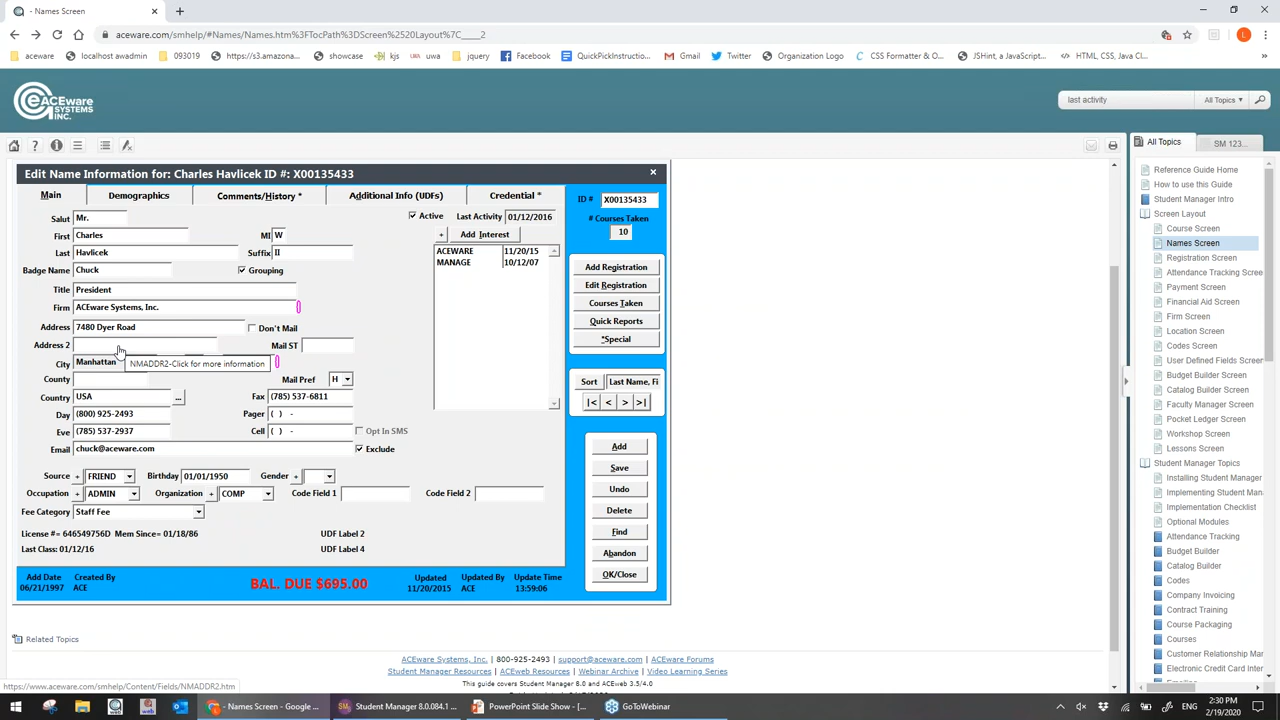 - Names Screen
aceware.com/smhelp/#Names/Names.htm%3FTocPath%3DScreen%2520Layout%7C____2
aceware
localhost awadmin
093019
https://s3.amazona...
showcase
kjs
uwa
jquery
Facebook
QuickPickInstructio...
Gmail
Twitter
Organization Logo
CSS Formatter & O...
JSHint, a JavaScript...
HTML, CSS, Java Cl...
ACEware
SYSTEMS
INC.
last activity
All Topics
All Topics
SM 123...
Edit Name Information for: Charles Havlicek ID #: X00135433
Main
Demographics
Comments/History *
Additional Info (UDFs)
Credential *
Salut Mr.
Active
Last Activity 01/12/2016
First Charles
MI W
+ Add Interest
Last Havlicek
Suffix II
ACEWARE 11/20/15
MANAGE 10/12/07
Badge Name Chuck
Grouping
Title President
Firm ACEware Systems, Inc.
Address 7480 Dyer Road
Don't Mail
Address 2
Mail ST
City Manhattan
NMADDR2-Click for more information
County
Mail Pref H
Country USA ...
Fax (785) 537-6811
Day (800) 925-2493
Pager ( ) -
Eve (785) 537-2937
Cell ( ) -
Opt In SMS
Email chuck@aceware.com
Exclude
Source + FRIEND
Birthday 01/01/1950
Gender +
Occupation + ADMIN
Organization + COMP
Code Field 1
Code Field 2
Fee Category Staff Fee
License #= 646549756D Mem Since= 01/18/86
UDF Label 2
Last Class: 01/12/16
UDF Label 4
Add Date
06/21/1997
Created By
ACE
BAL. DUE $695.00
Updated
11/20/2015
Updated By
ACE
Update Time
13:59:06
ID # X00135433
# Courses Taken
10
Add Registration
Edit Registration
Courses Taken
Quick Reports
*Special
Sort
Last Name, Fi
|< < > >|
Add
Save
Undo
Delete
Find
Abandon
OK/Close
Reference Guide Home
How to use this Guide
Student Manager Intro
Screen Layout
Course Screen
Names Screen
Registration Screen
Attendance Tracking Scree
Payment Screen
Financial Aid Screen
Firm Screen
Location Screen
Codes Screen
User Defined Fields Screen
Budget Builder Screen
Catalog Builder Screen
Faculty Manager Screen
Pocket Ledger Screen
Workshop Screen
Lessons Screen
Student Manager Topics
Installing Student Manager
Implementing Student Man
Implementation Checklist
Optional Modules
Attendance Tracking
Budget Builder
Catalog Builder
Codes
Company Invoicing
Contract Training
Course Packaging
Courses
Customer Relationship Mar
Electronic Credit Card Inter
Related Topics
ACEware Systems, Inc. | 800-925-2493 | support@aceware.com | ACEware Forums
Student Manager Resources | ACEweb Resources | Webinar Archive | Video Learning Series
This guide covers Student Manager 8.0 and ACEweb 3.5/4.0
https://www.aceware.com/smhelp/Content/Fields/NMADDR2.htm
- Names Screen - Google ...
Student Manager 8.0.084.1 ...
PowerPoint Slide Show - [...
GoToWebinar
2:30 PM
2/19/2020